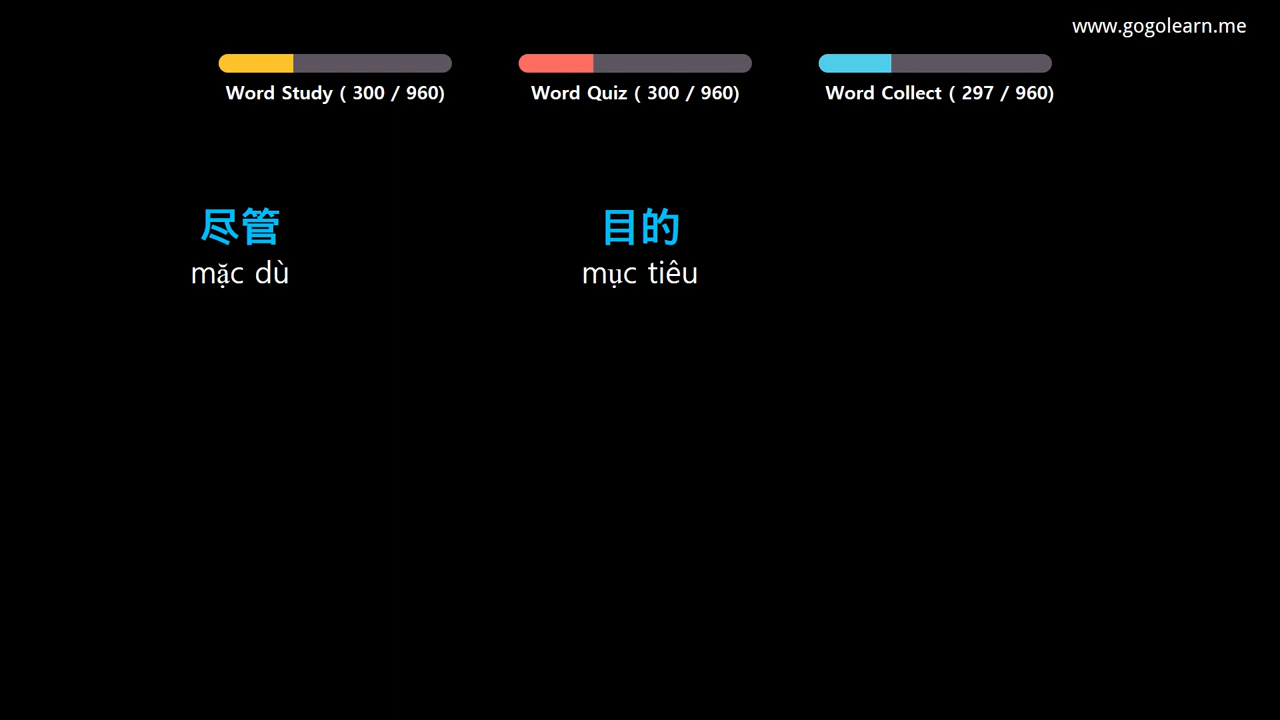 www.gogolearn.me
Word Study ( 300 / 960)
Word Quiz ( 300 / 960)
Word Collect ( 297 / 960)
尽管
mặc dù
目的
mục tiêu